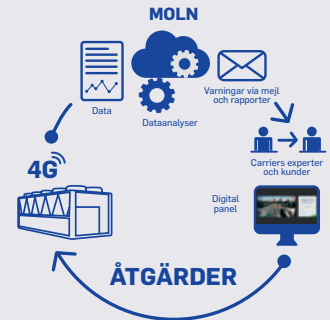 MOLN
Data
Dataanalyser
Varningar via mejl
och rapporter
Carriers experter
och kunder
Digital
panel
4G
ÅTGÄRDER